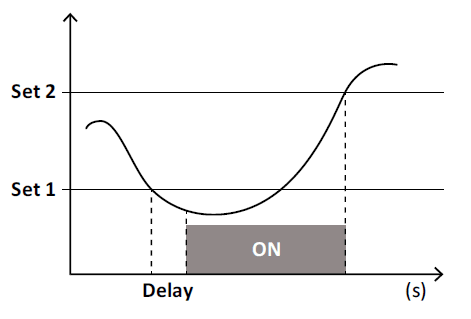 Set 2
Set 1
ON
Delay
(s)